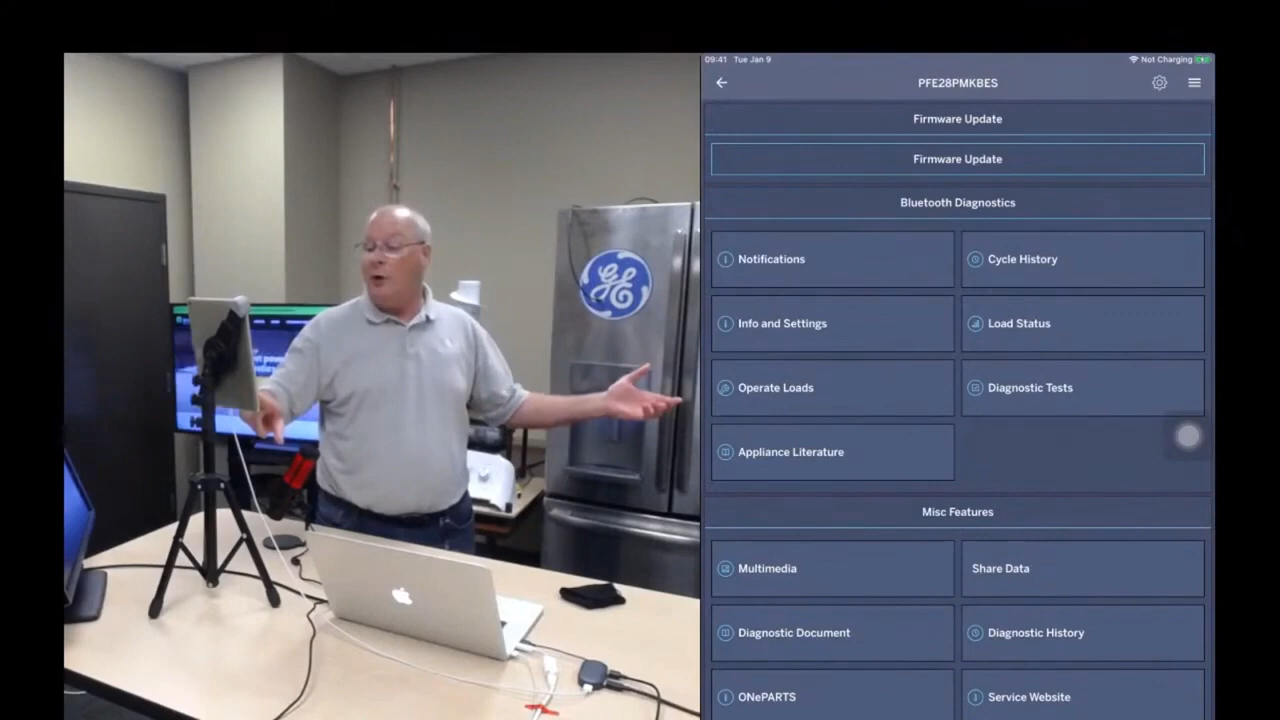 09:41 Tue Jan 9
Not Charging
PFE28PMKBES
Firmware Update
Firmware Update
Bluetooth Diagnostics
Notifications
Cycle History
Info and Settings
Load Status
Operate Loads
Diagnostic Tests
Appliance Literature
Misc Features
Multimedia
Share Data
Diagnostic Document
Diagnostic History
ONePARTS
Service Website
GE